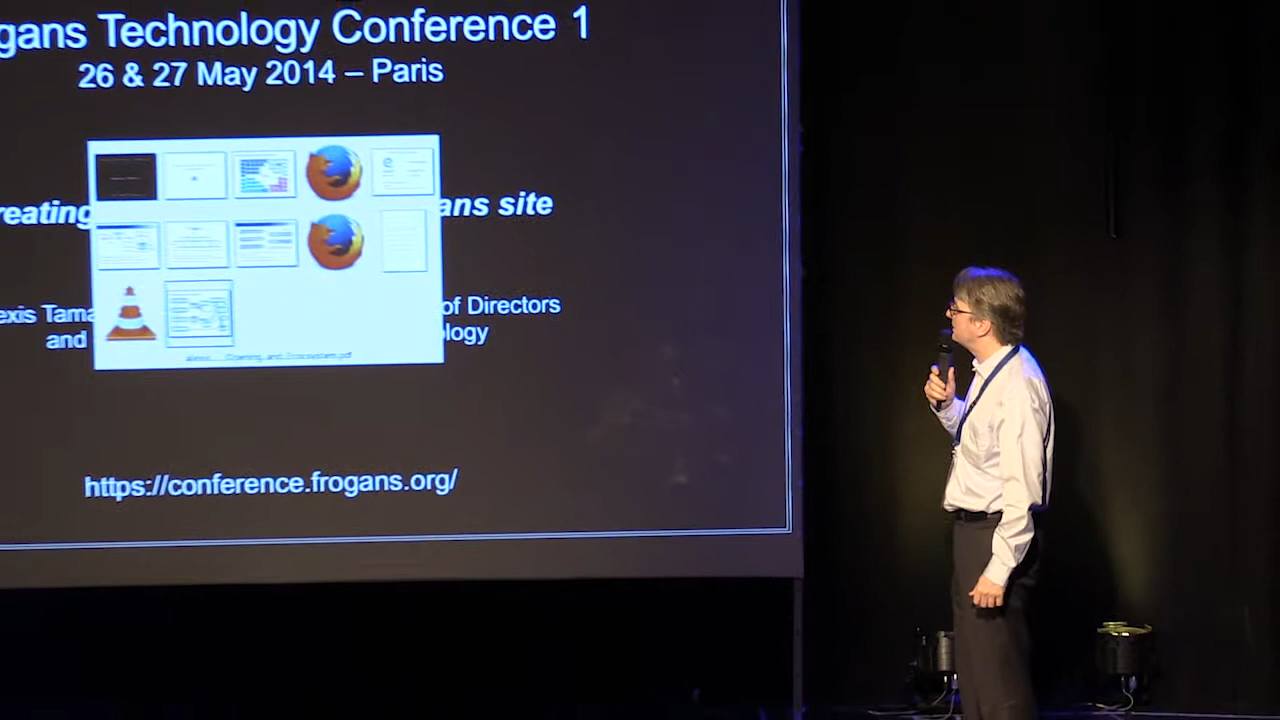 gans Technology Conference 1
26 & 27 May 2014 – Paris
reating ans site
exis Tama of Directors
and ology
https://conference.frogans.org/